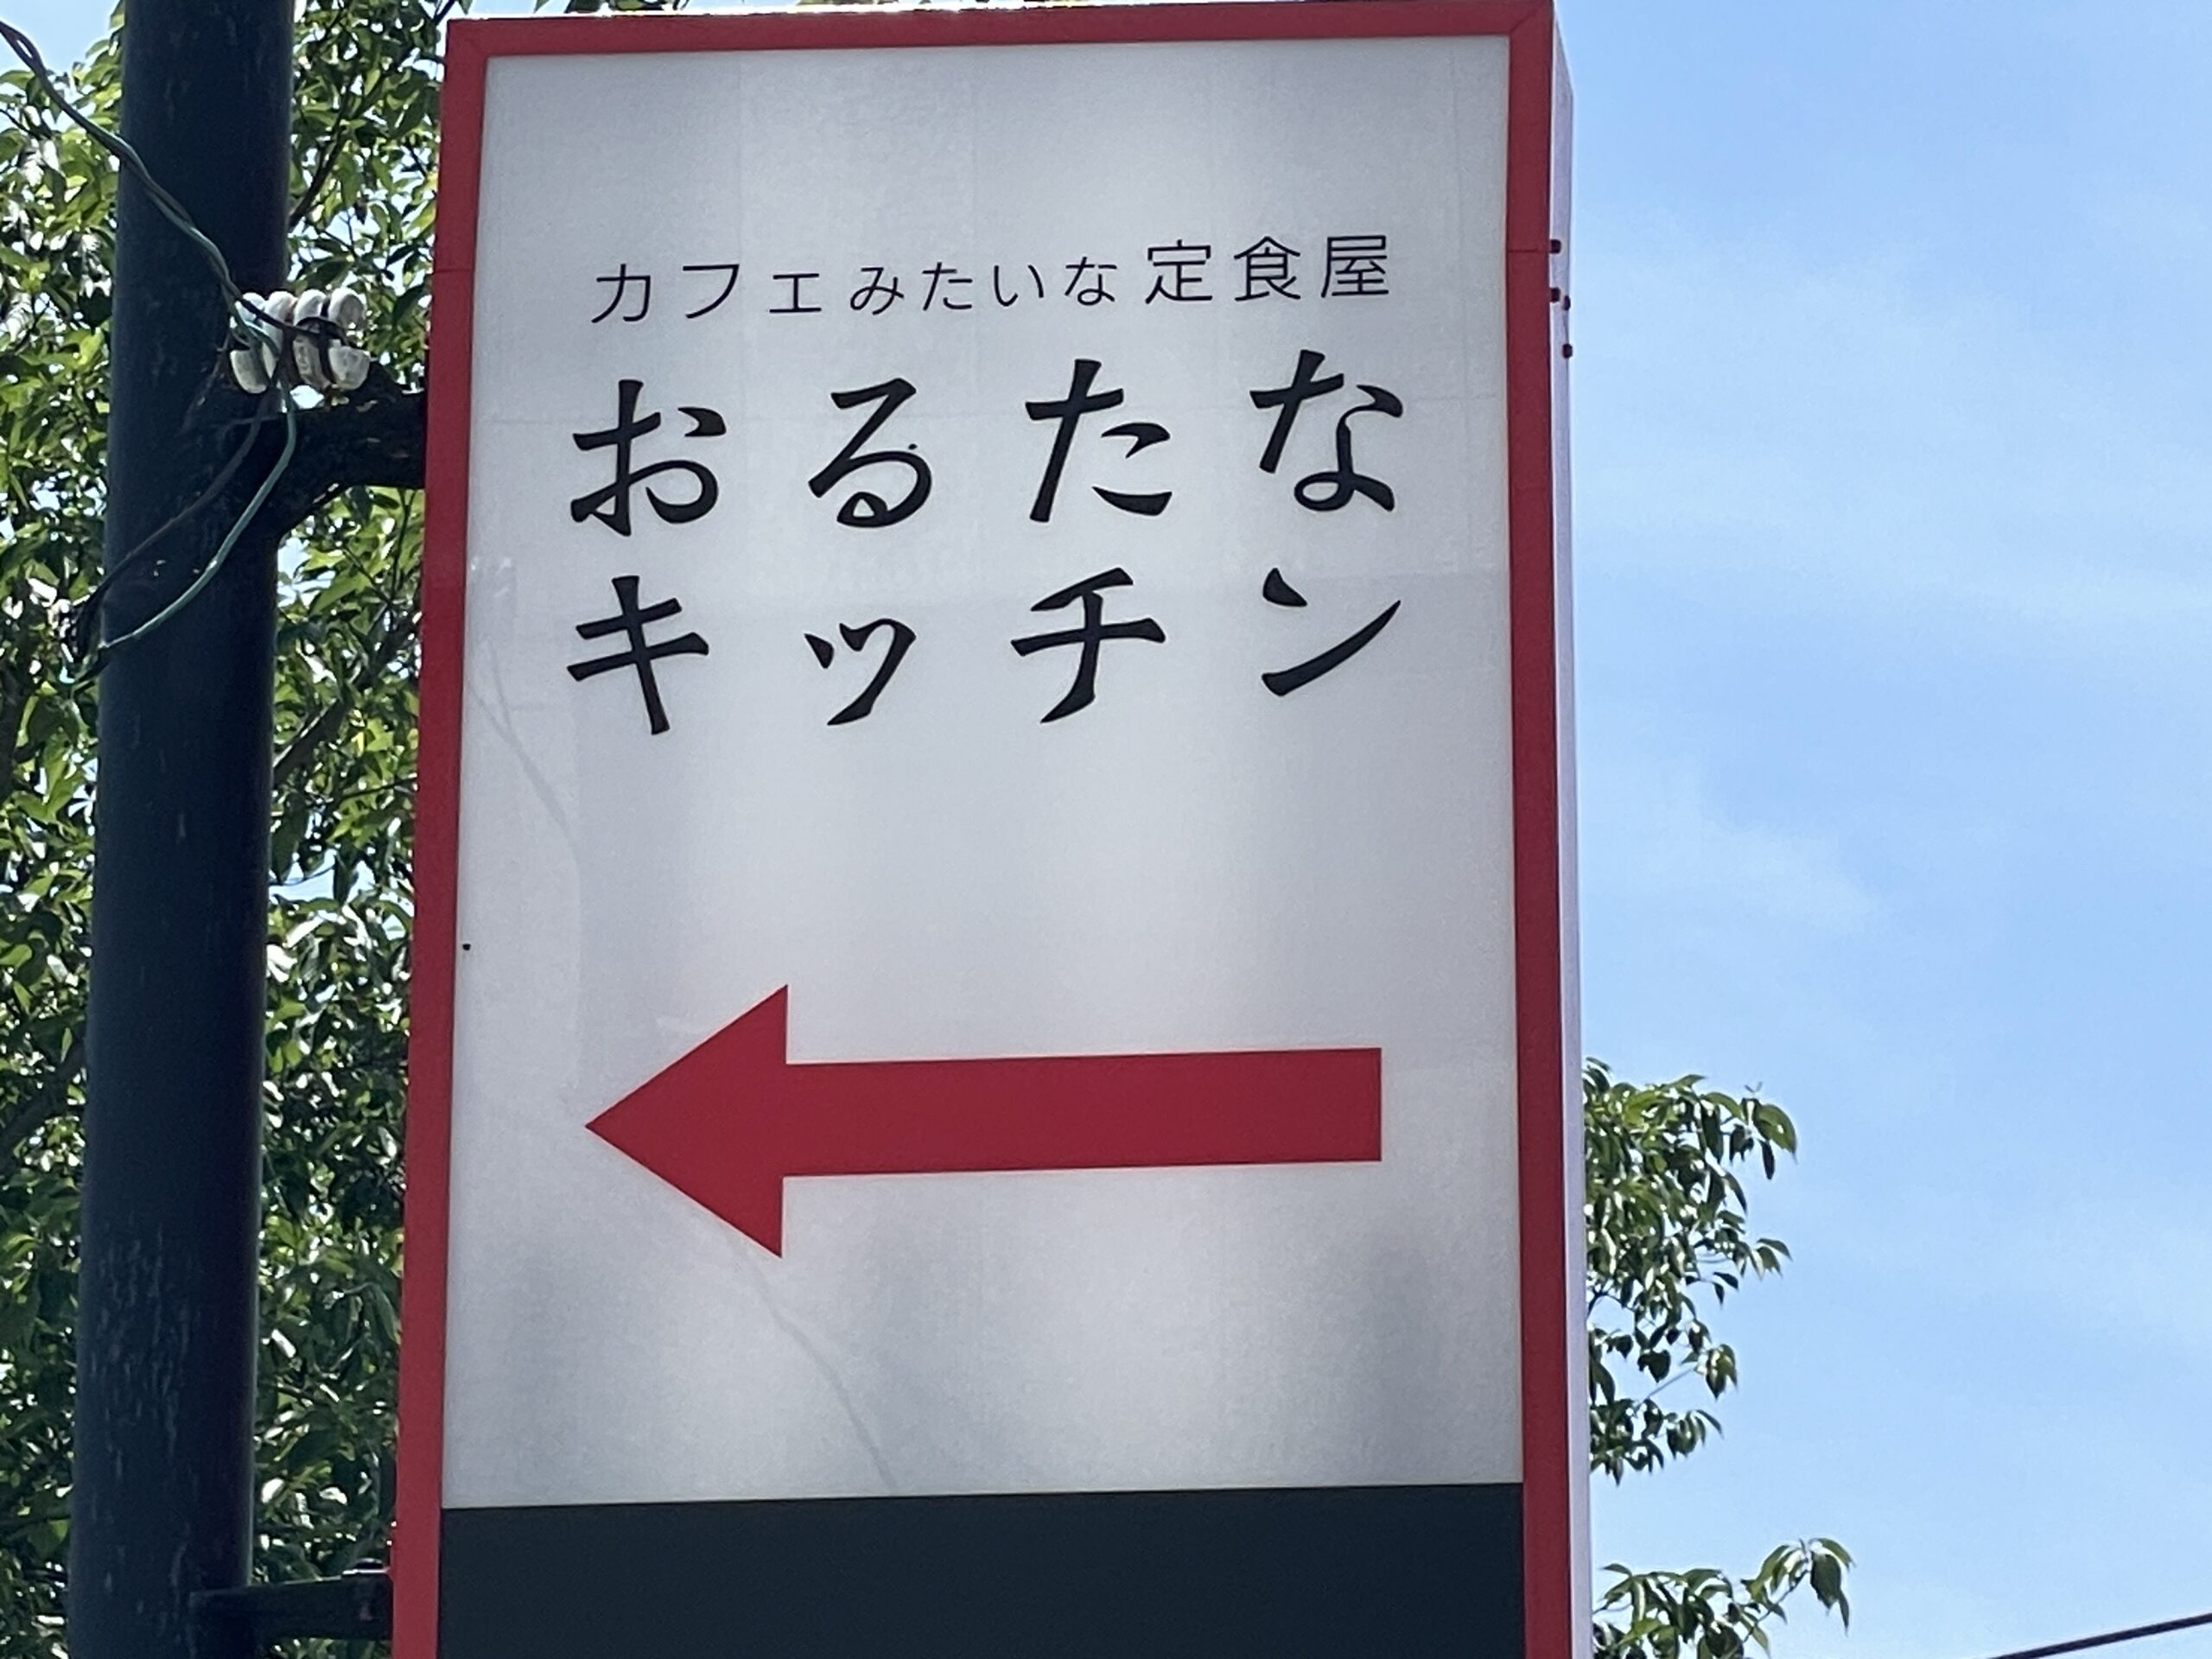 カフェみたいな定食屋
おるたな
キッチン